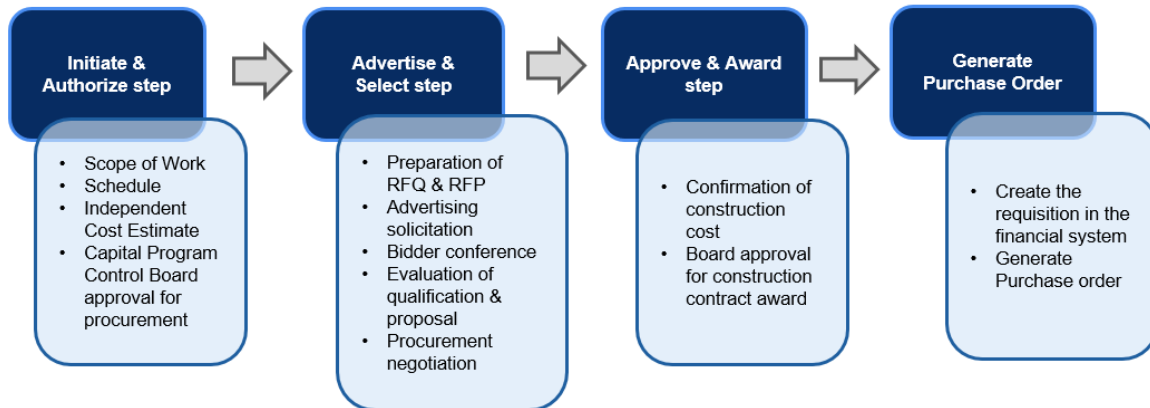 Initiate &
Authorize step
• Scope of Work
• Schedule
• Independent
Cost Estimate
• Capital Program
Control Board
approval for
procurement
Advertise &
Select step
• Preparation of
RFQ & RFP
• Advertising
solicitation
• Bidder conference
• Evaluation of
qualification &
proposal
• Procurement
negotiation
Approve & Award
step
• Confirmation of
construction
cost
• Board approval
for construction
contract award
Generate
Purchase Order
• Create the
requisition in the
financial system
• Generate
Purchase order